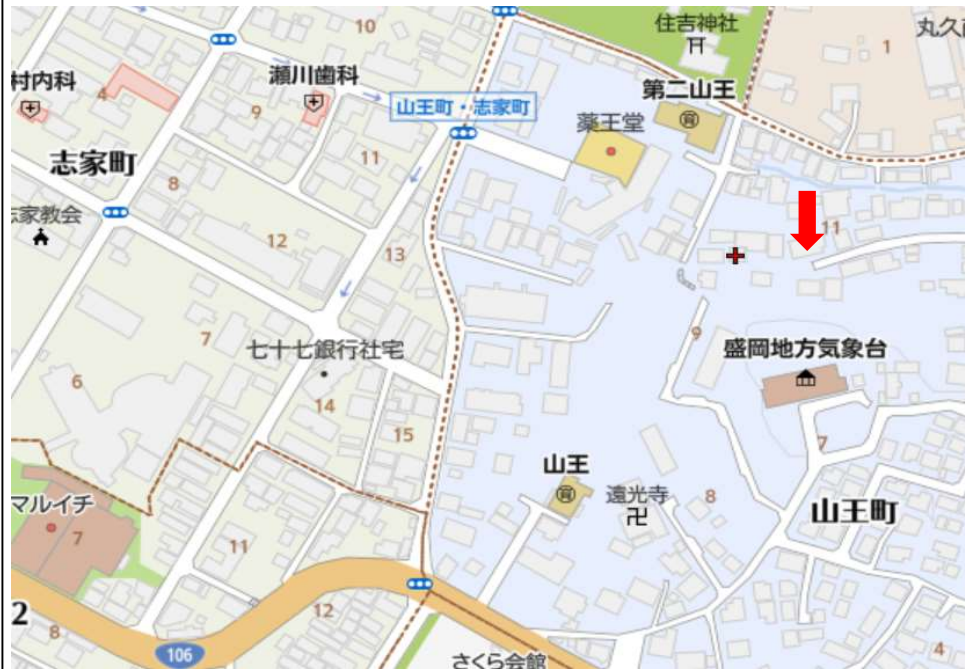 住吉神社
丸久
10
1
村内科
瀬川歯科
4
第二山王
9
山王町・志家町
薬王堂
11
志家町
8
志家教会
12
13
11
7
9
七十七銀行社宅
盛岡地方気象台
6
14
15
7
山王
遠光寺
8
マルイチ
山王町
7
11
2
12
8
106
さくら会館
4